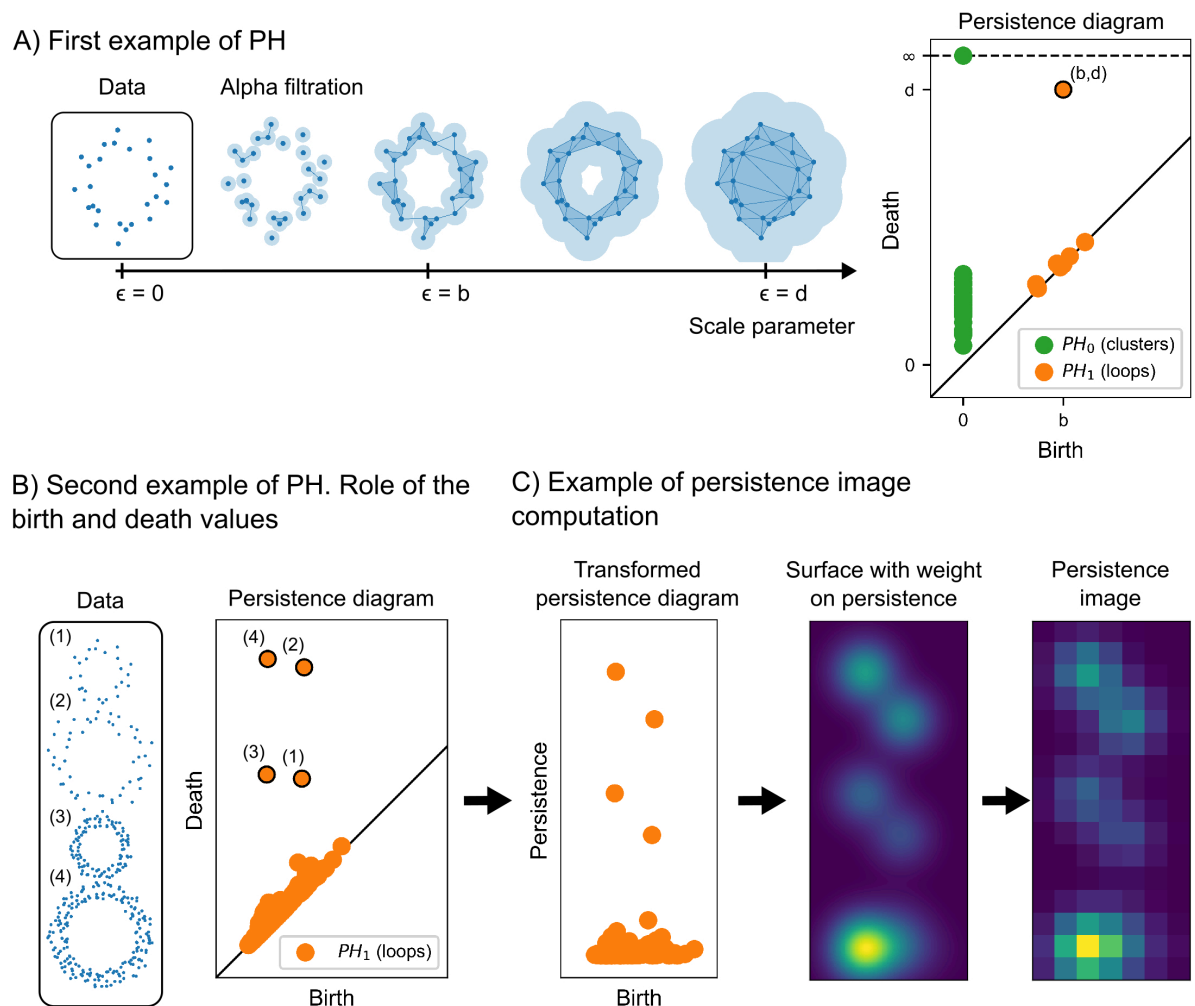 A) First example of PH
Data
Alpha filtration
ϵ = 0
ϵ = b
ϵ = d
Scale parameter
Persistence diagram
∞
d
(b,d)
Death
0
PH₀ (clusters)
PH₁ (loops)
0
b
Birth
B) Second example of PH. Role of the
birth and death values
Data
(1)
(2)
(3)
(4)
Persistence diagram
(4)
(2)
(3)
(1)
Death
PH₁ (loops)
Birth
C) Example of persistence image
computation
Transformed
persistence diagram
Persistence
Birth
Surface with weight
on persistence
Persistence
image